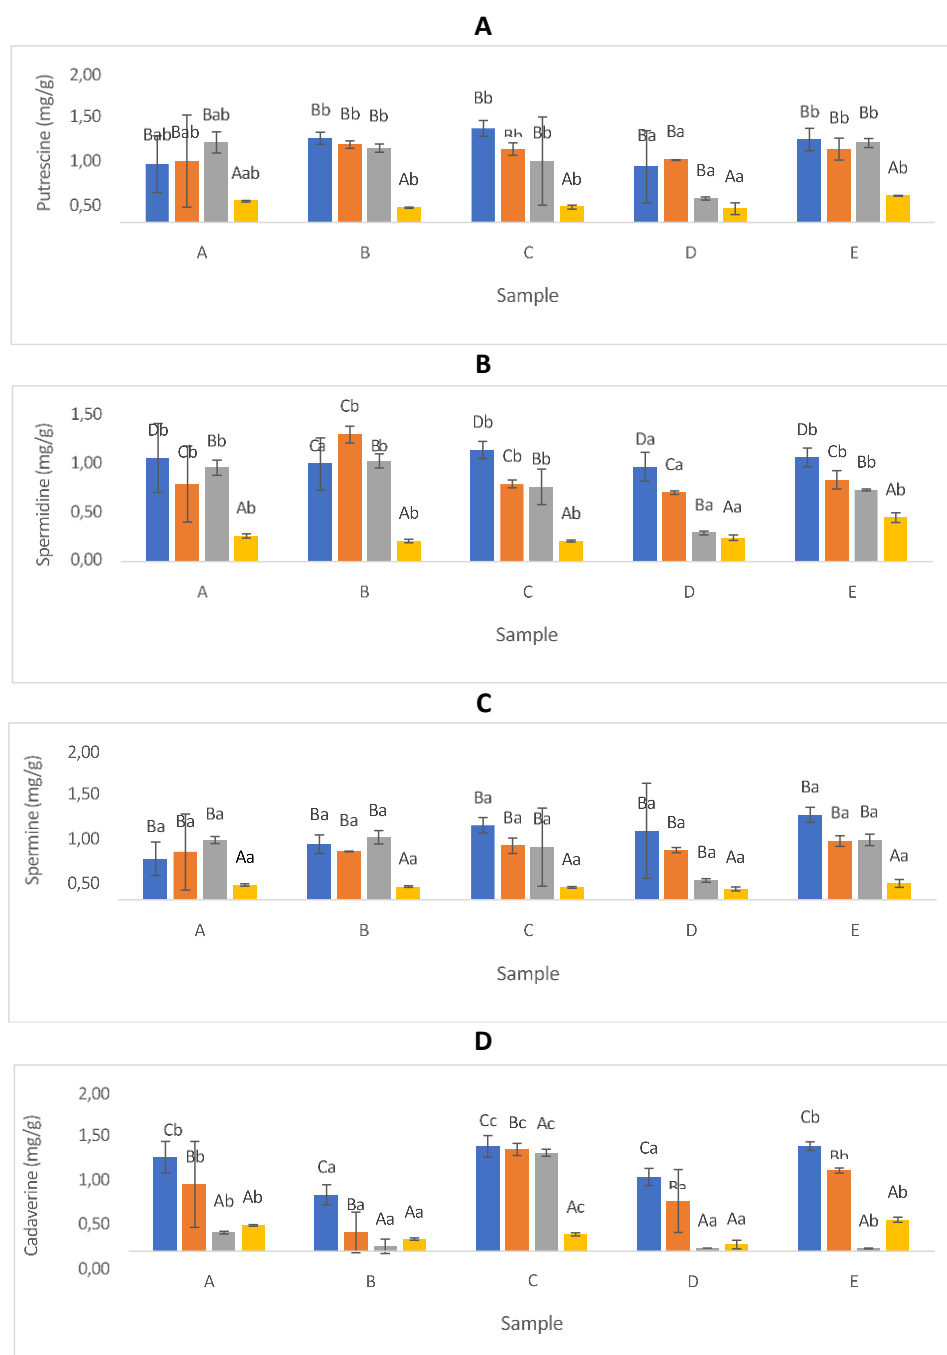 A
Putrescine (mg/g)
2,00
1,50
1,00
0,50
Bab Bab Bab Aab
Bb Bb Bb Ab
Bb Bb Bb Ab
Ba Ba Ba Aa
Bb Bb Bb Ab
A B C D E
Sample
B
Spermidine (mg/g)
1,50
1,00
0,50
0,00
Db Cb Bb Ab
Ca Cb Bb Ab
Db Cb Bb Ab
Da Ca Ba Aa
Db Cb Bb Ab
A B C D E
Sample
C
Spermine (mg/g)
2,00
1,50
1,00
0,50
Ba Ba Ba Aa
Ba Ba Ba Aa
Ba Ba Ba Aa
Ba Ba Ba Aa
Ba Ba Ba Aa
A B C D E
Sample
D
Cadaverine (mg/g)
2,00
1,50
1,00
0,50
0,00
Cb Bb Ab Ab
Ca Ba Aa Aa
Cc Bc Ac Ac
Ca Ba Aa Aa
Cb Bb Ab Ab
A B C D E
Sample